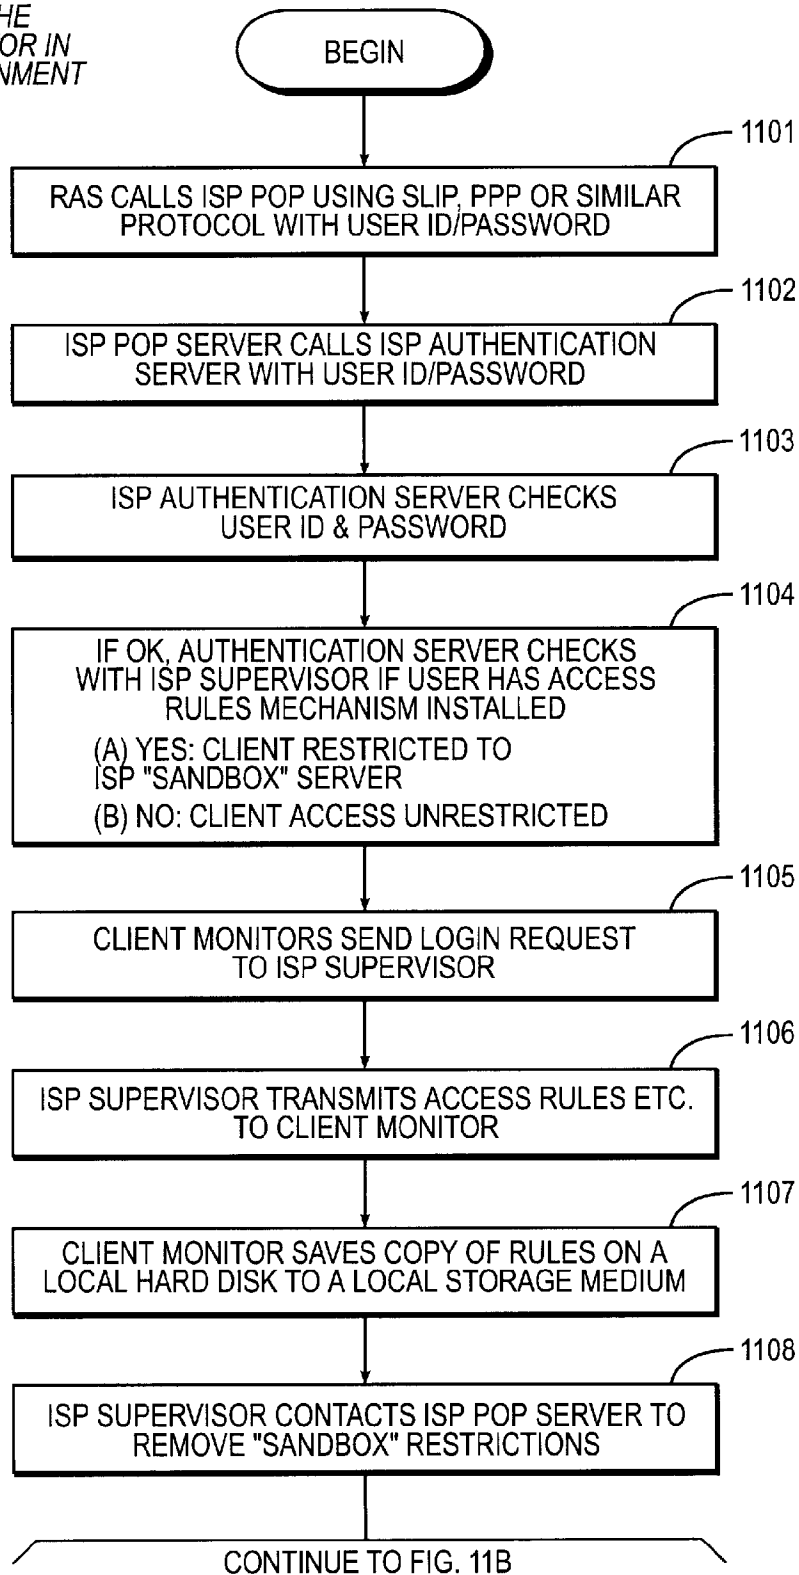 HE
OR IN
NMENT
BEGIN
1101
RAS CALLS ISP POP USING SLIP, PPP OR SIMILAR
PROTOCOL WITH USER ID/PASSWORD
1102
ISP POP SERVER CALLS ISP AUTHENTICATION
SERVER WITH USER ID/PASSWORD
1103
ISP AUTHENTICATION SERVER CHECKS
USER ID & PASSWORD
1104
IF OK, AUTHENTICATION SERVER CHECKS
WITH ISP SUPERVISOR IF USER HAS ACCESS
RULES MECHANISM INSTALLED
(A) YES: CLIENT RESTRICTED TO
ISP "SANDBOX" SERVER
(B) NO: CLIENT ACCESS UNRESTRICTED
1105
CLIENT MONITORS SEND LOGIN REQUEST
TO ISP SUPERVISOR
1106
ISP SUPERVISOR TRANSMITS ACCESS RULES ETC.
TO CLIENT MONITOR
1107
CLIENT MONITOR SAVES COPY OF RULES ON A
LOCAL HARD DISK TO A LOCAL STORAGE MEDIUM
1108
ISP SUPERVISOR CONTACTS ISP POP SERVER TO
REMOVE "SANDBOX" RESTRICTIONS
CONTINUE TO FIG. 11B